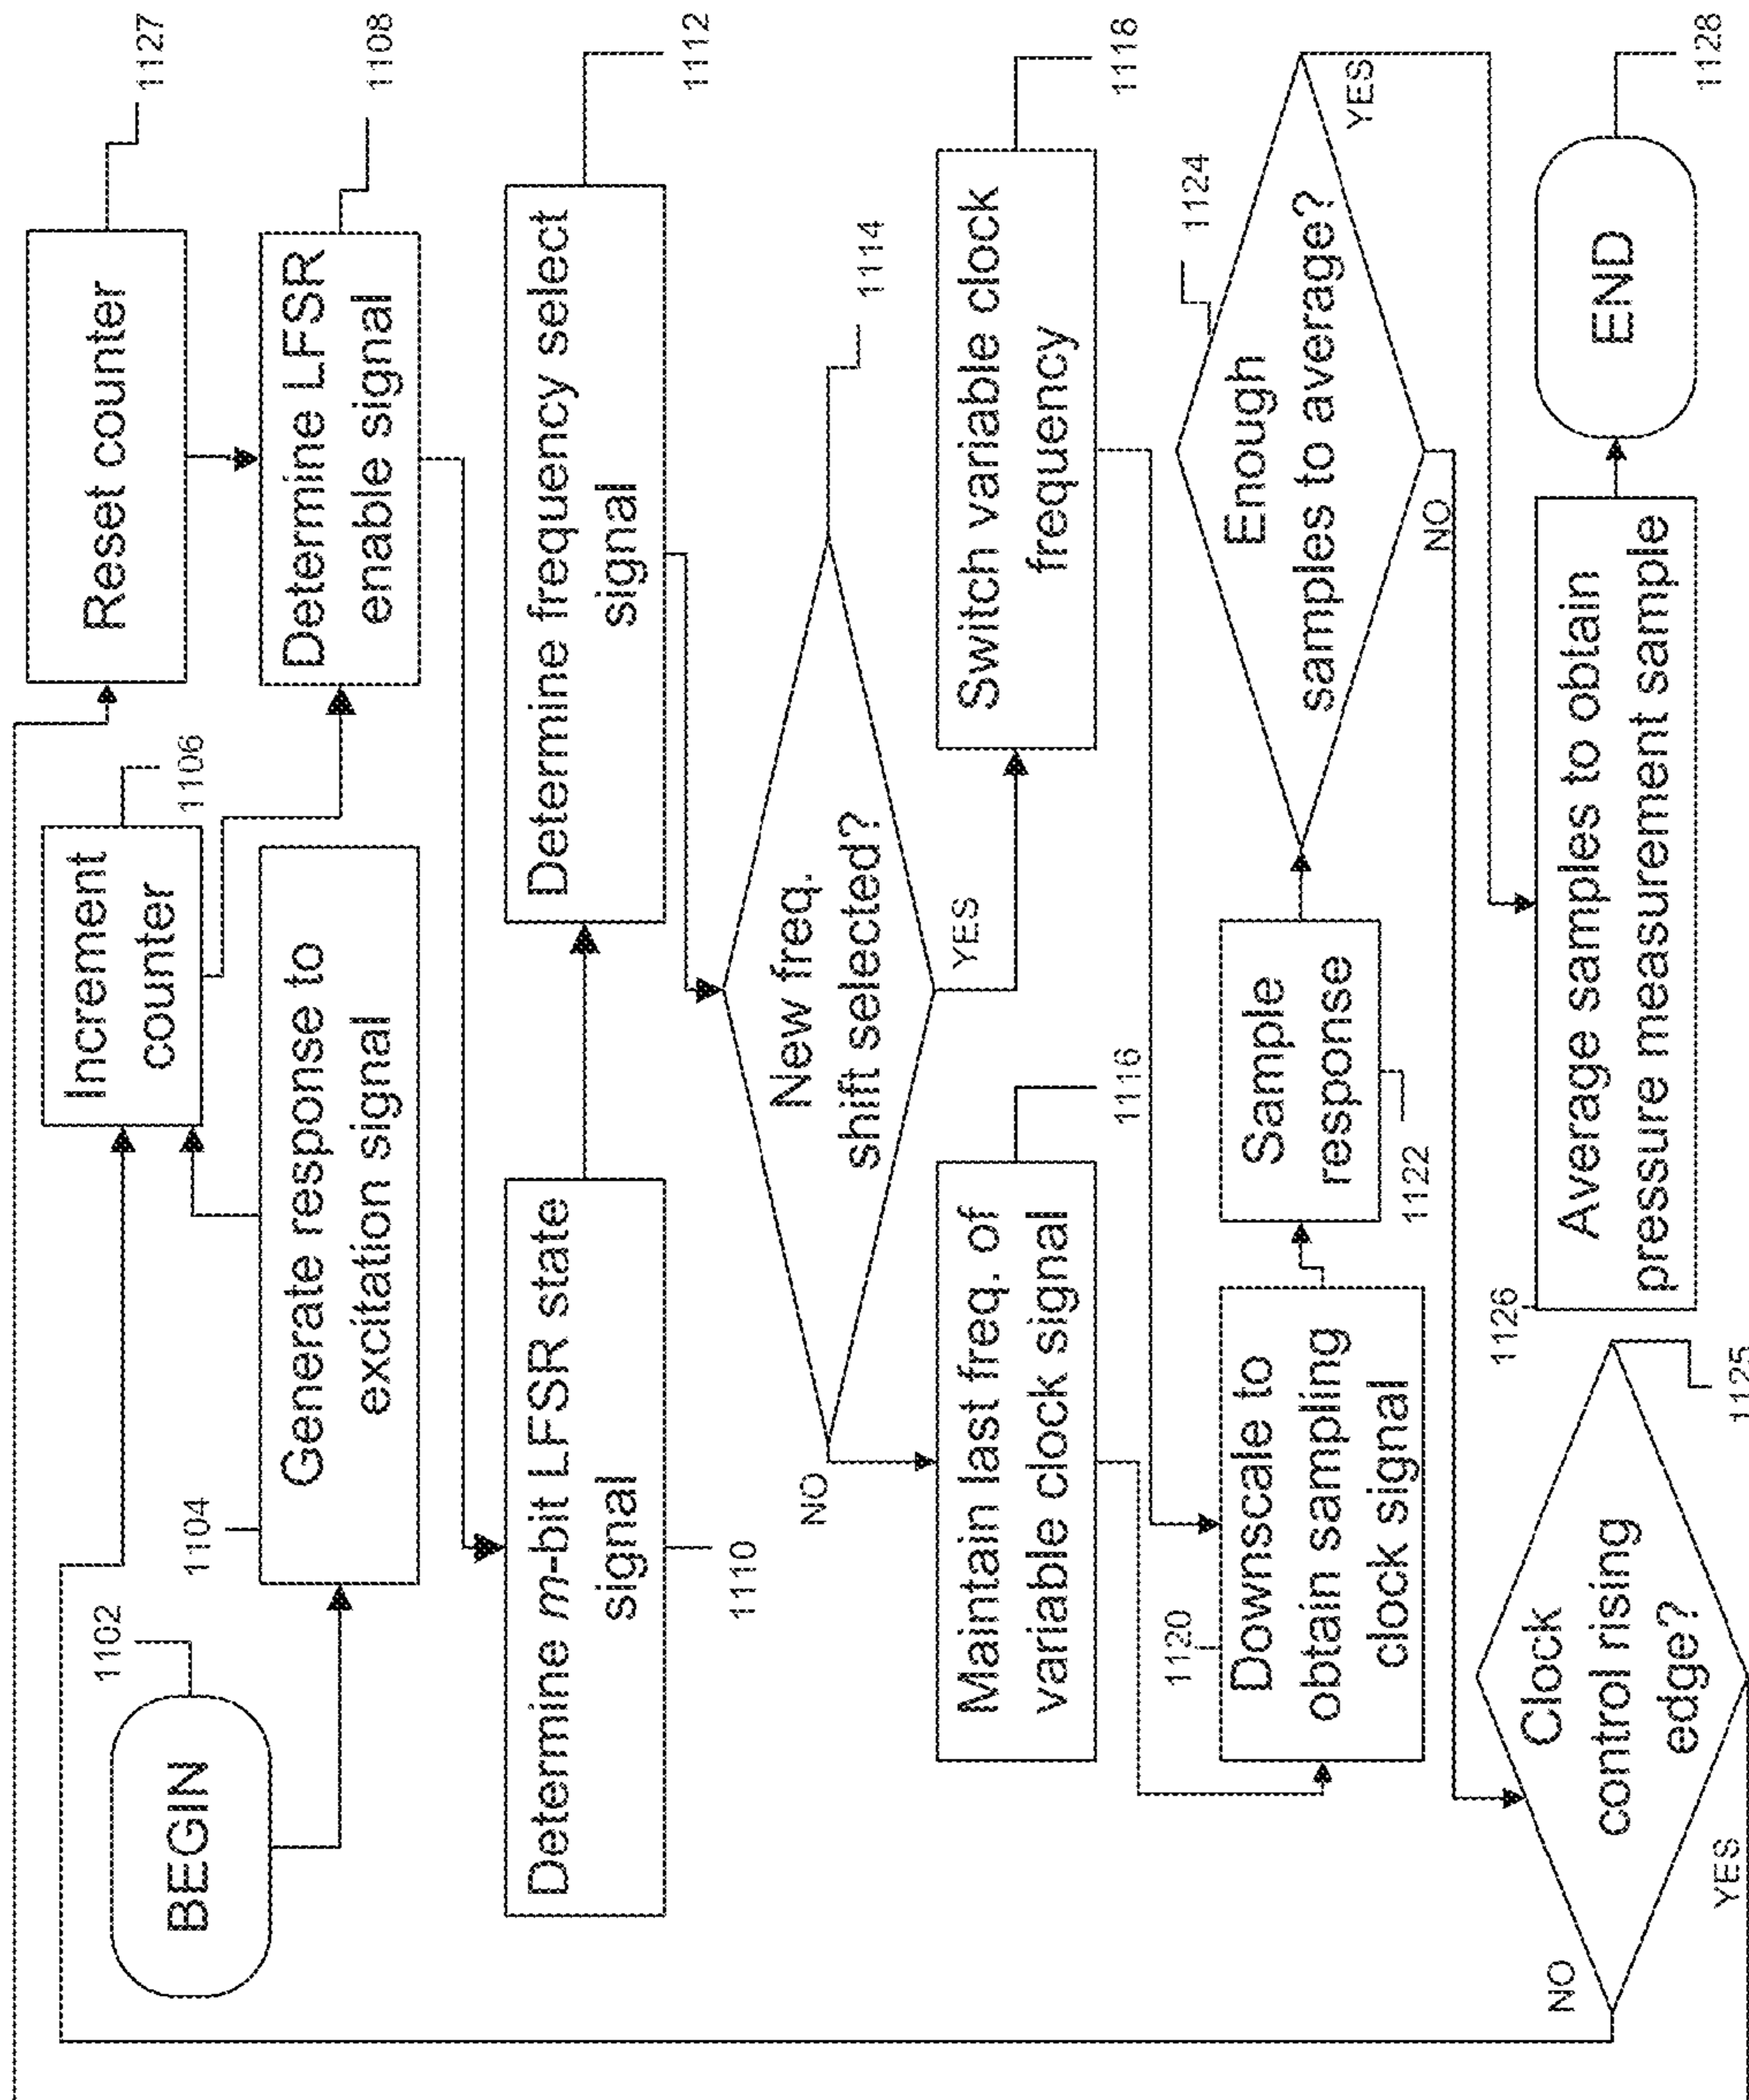 BEGIN
1102
Generate response to
excitation signal
1104
Increment
counter
1106
Reset counter
1127
Determine LFSR
enable signal
1108
Determine m-bit LFSR state
signal
1110
Determine frequency select
signal
1112
New freq.
shift selected?
1114
NO
YES
Maintain last freq. of
variable clock signal
1116
Switch variable clock
frequency
1118
1120
Downscale to
obtain sampling
clock signal
Sample
response
1122
Enough
samples to average?
1124
YES
NO
Clock
control rising
edge?
1125
NO
YES
1126
Average samples to obtain
pressure measurement sample
END
1128